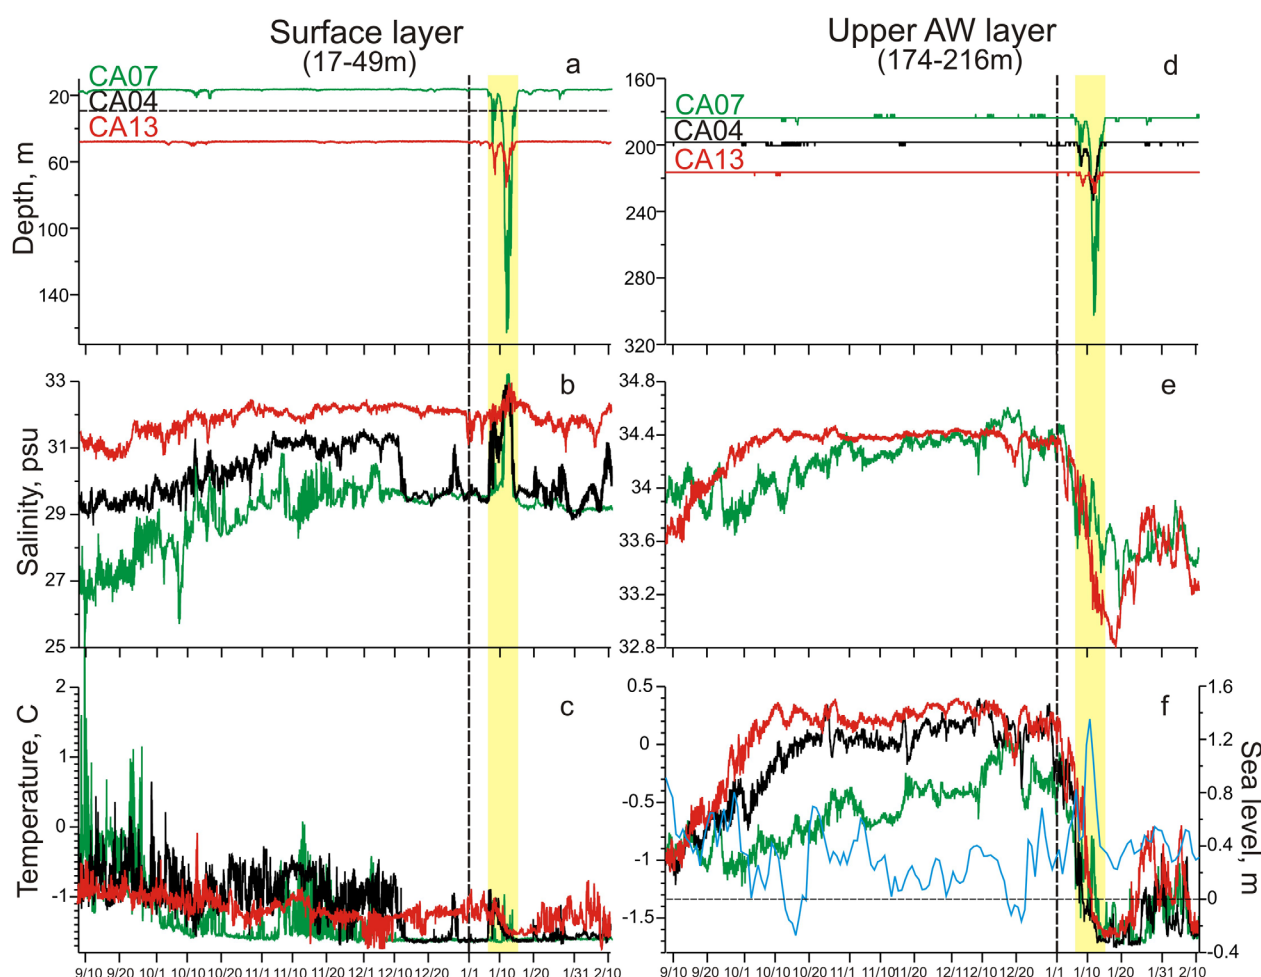 Surface layer
(17-49m)
a
CA07
CA04
CA13
20
60
100
140
Depth, m
Upper AW layer
(174-216m)
d
160
200
240
280
320
CA07
CA04
CA13
b
33
31
29
27
25
Salinity, psu
e
34.8
34.4
34
33.6
33.2
32.8
c
2
1
0
-1
Temperature, C
9/10 9/20 10/1 10/10 10/20 11/1 11/10 11/20 12/1 12/10 12/20 1/1 1/10 1/20 1/31 2/10
f
0.5
0
-0.5
-1
-1.5
1.6
1.2
0.8
0.4
0
-0.4
Sea level, m
9/10 9/20 10/1 10/10 10/20 11/1 11/10 11/20 12/1 12/10 12/20 1/1 1/10 1/20 1/31 2/10